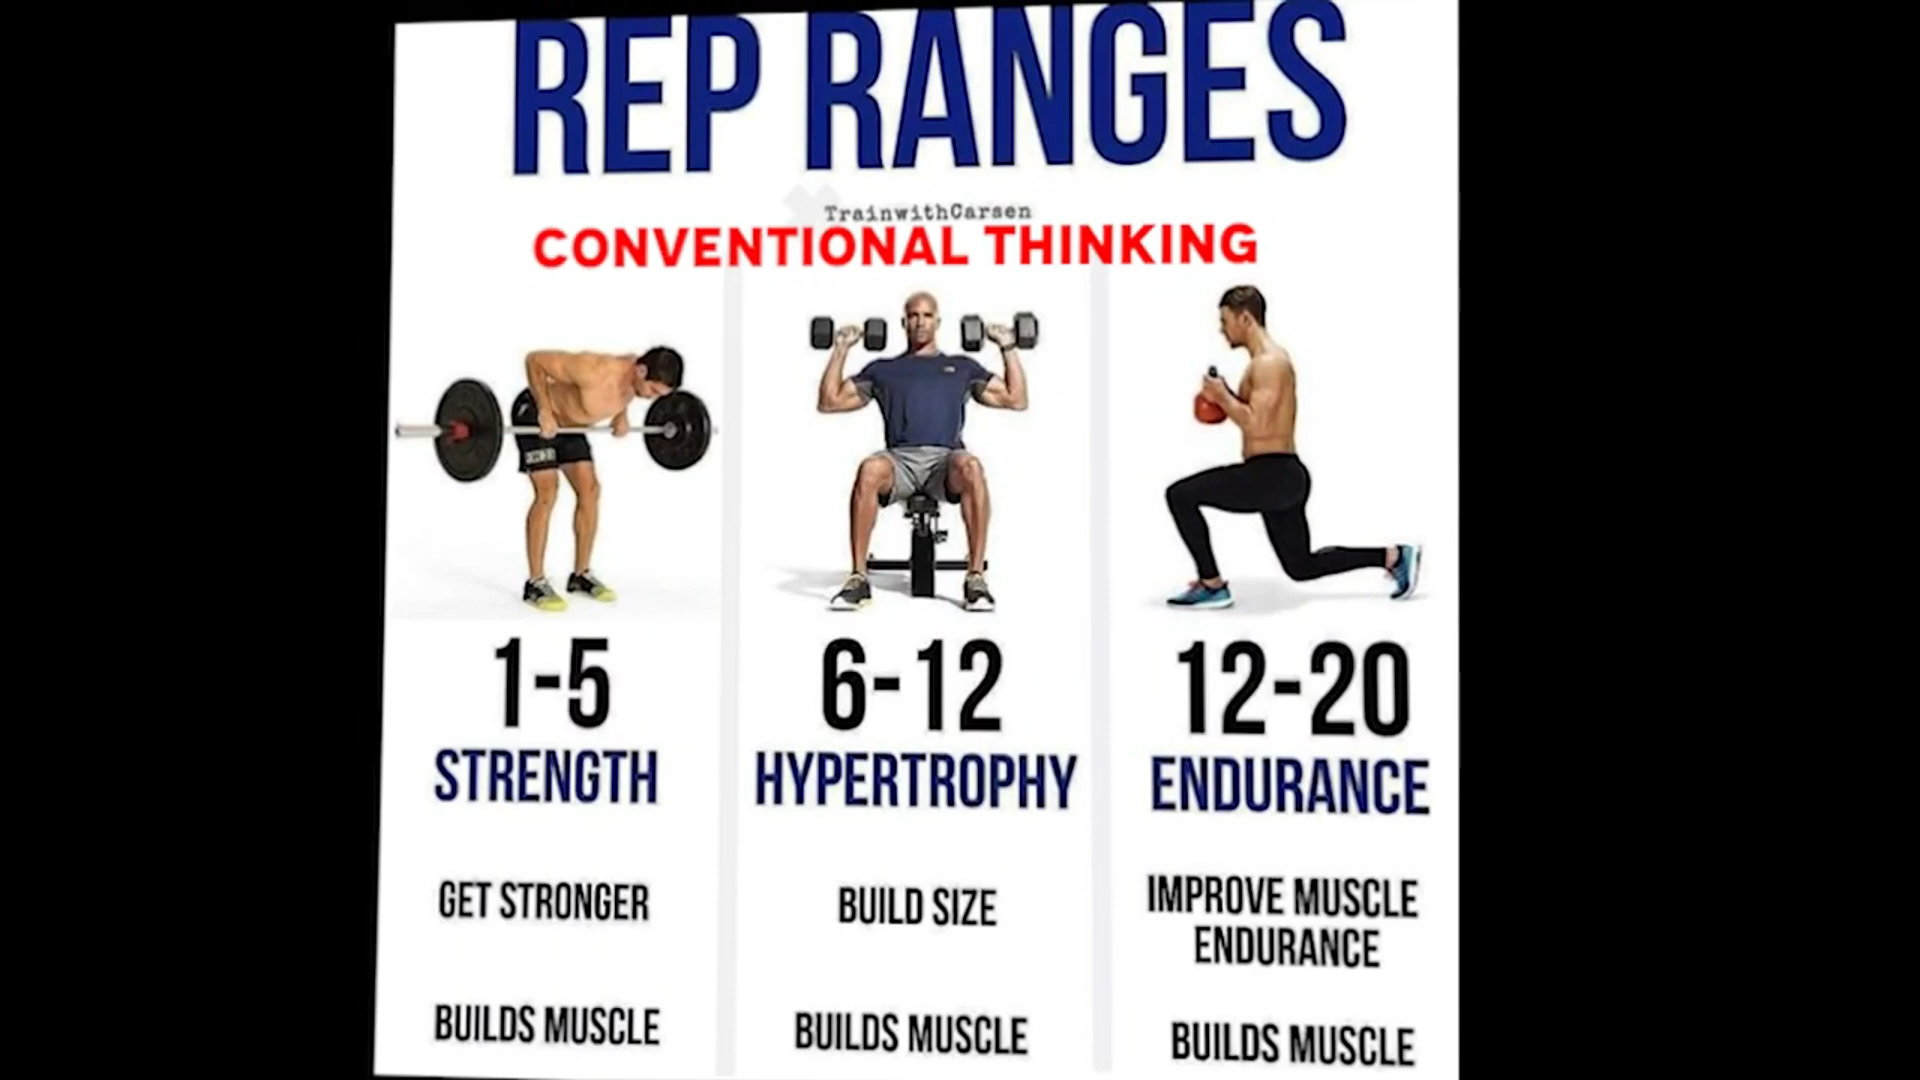 REP RANGES
TrainwithCarsen
CONVENTIONAL THINKING
1-5
STRENGTH
GET STRONGER
BUILDS MUSCLE
6-12
HYPERTROPHY
BUILD SIZE
BUILDS MUSCLE
12-20
ENDURANCE
IMPROVE MUSCLE
ENDURANCE
BUILDS MUSCLE